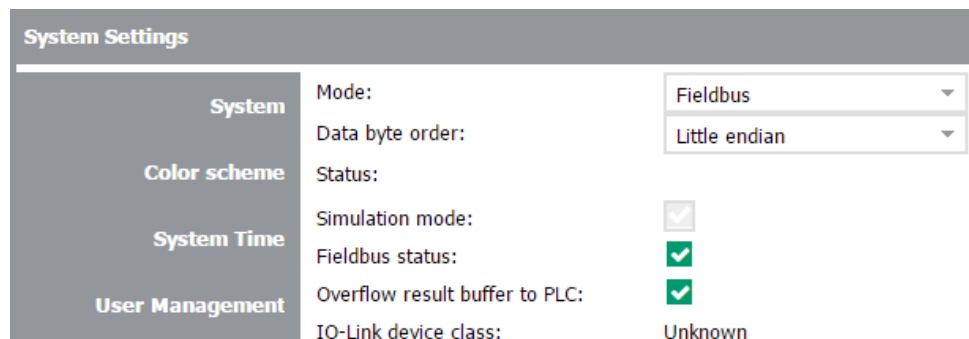 System Settings
System
Color scheme
System Time
User Management
Mode: Fieldbus
Data byte order: Little endian
Status:
Simulation mode:
Fieldbus status:
Overflow result buffer to PLC:
IO-Link device class: Unknown